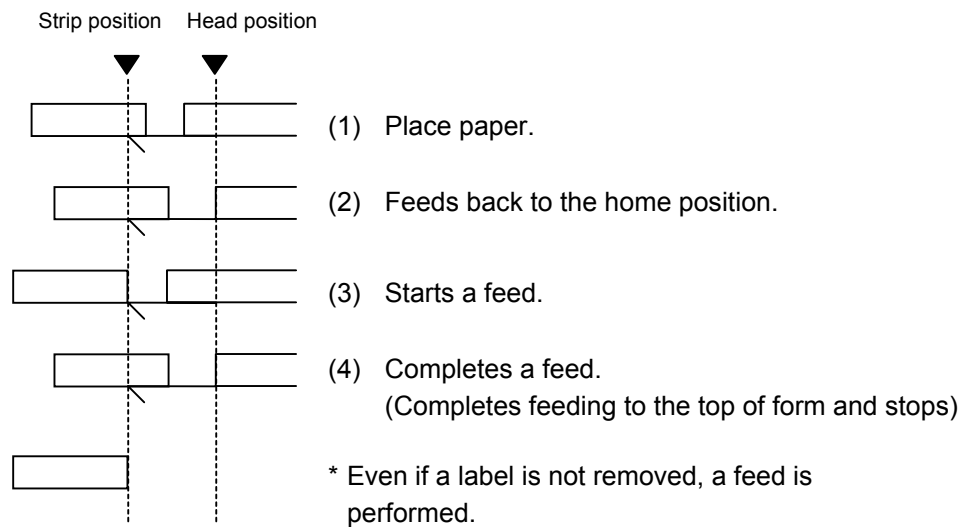 Strip position Head position
(1) Place paper.
(2) Feeds back to the home position.
(3) Starts a feed.
(4) Completes a feed.
(Completes feeding to the top of form and stops)
* Even if a label is not removed, a feed is
performed.